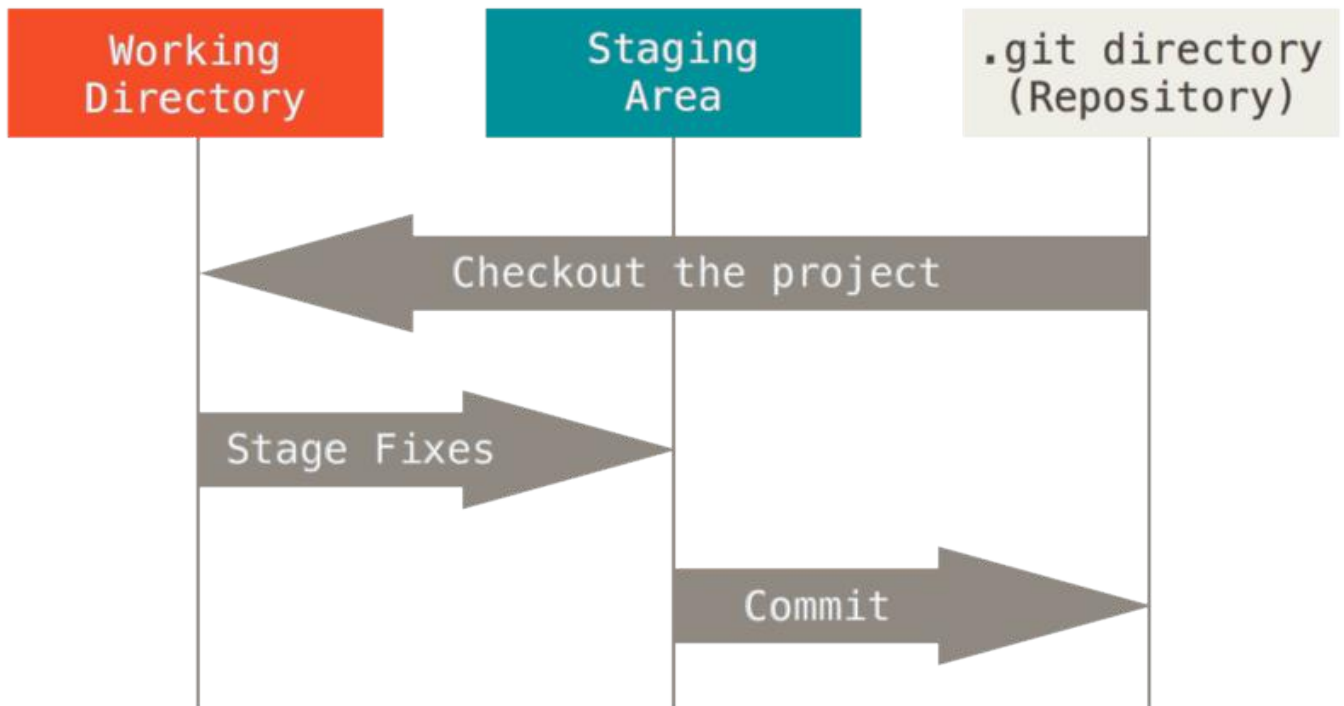 Working
Directory
Staging
Area
.git directory
(Repository)
Checkout the project
Stage Fixes
Commit